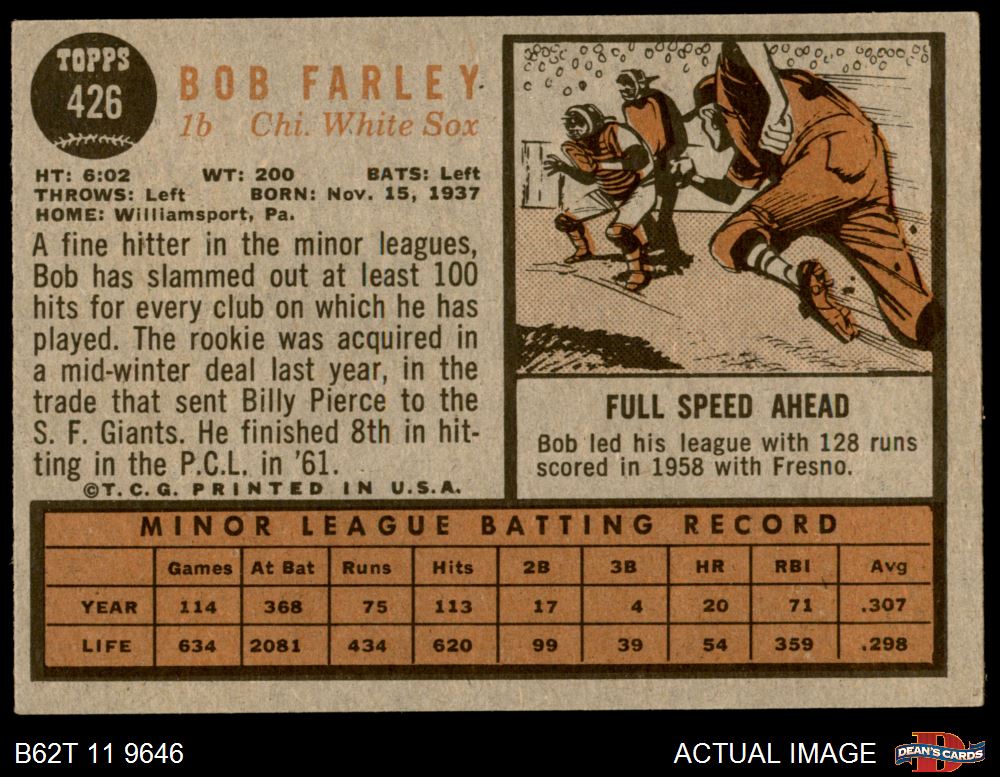 TOPPS
426
BOB FARLEY
1b Chi. White Sox
HT: 6:02 WT: 200 BATS: Left
THROWS: Left BORN: Nov. 15, 1937
HOME: Williamsport, Pa.
A fine hitter in the minor leagues,
Bob has slammed out at least 100
hits for every club on which he has
played. The rookie was acquired in
a mid-winter deal last year, in the
trade that sent Billy Pierce to the
S. F. Giants. He finished 8th in hit-
ting in the P.C.L. in '61.
©T. C. G. PRINTED IN U.S.A.
FULL SPEED AHEAD
Bob led his league with 128 runs
scored in 1958 with Fresno.
MINOR LEAGUE BATTING RECORD
Games At Bat Runs Hits 2B 3B HR RBI Avg
YEAR 114 368 75 113 17 4 20 71 .307
LIFE 634 2081 434 620 99 39 54 359 .298
B62T 11 9646 ACTUAL IMAGE DEAN'S CARDS